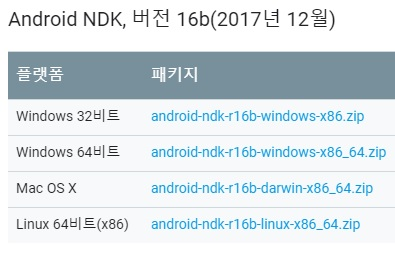 Android NDK, 버전 16b(2017년 12월)
플랫폼 패키지
Windows 32비트 android-ndk-r16b-windows-x86.zip
Windows 64비트 android-ndk-r16b-windows-x86_64.zip
Mac OS X android-ndk-r16b-darwin-x86_64.zip
Linux 64비트(x86) android-ndk-r16b-linux-x86_64.zip